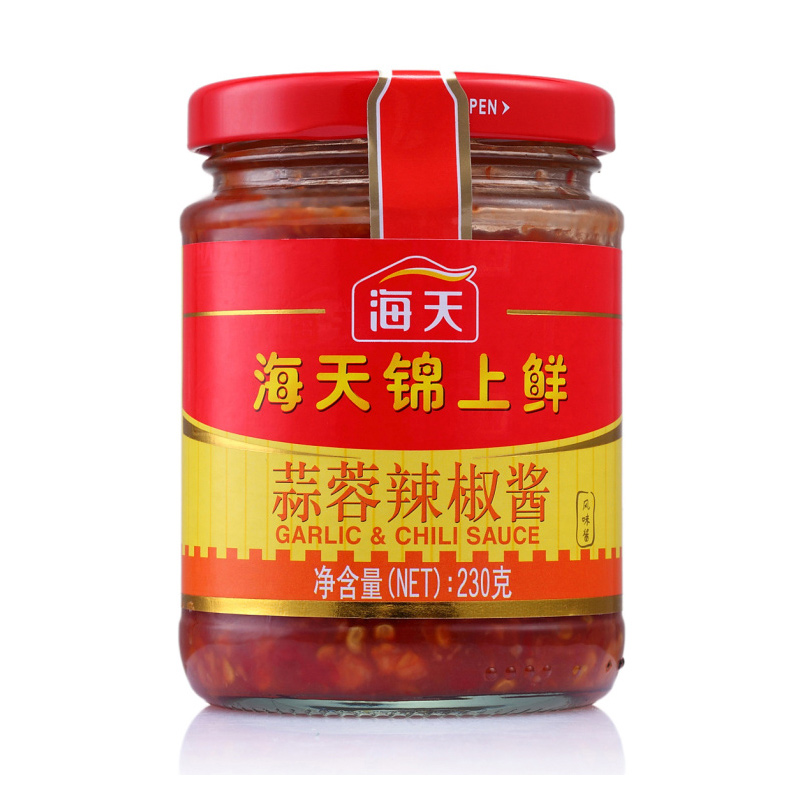 PEN
海天
海天锦上鲜
蒜蓉辣椒酱
GARLIC & CHILI SAUCE
风味酱
净含量(NET):230克